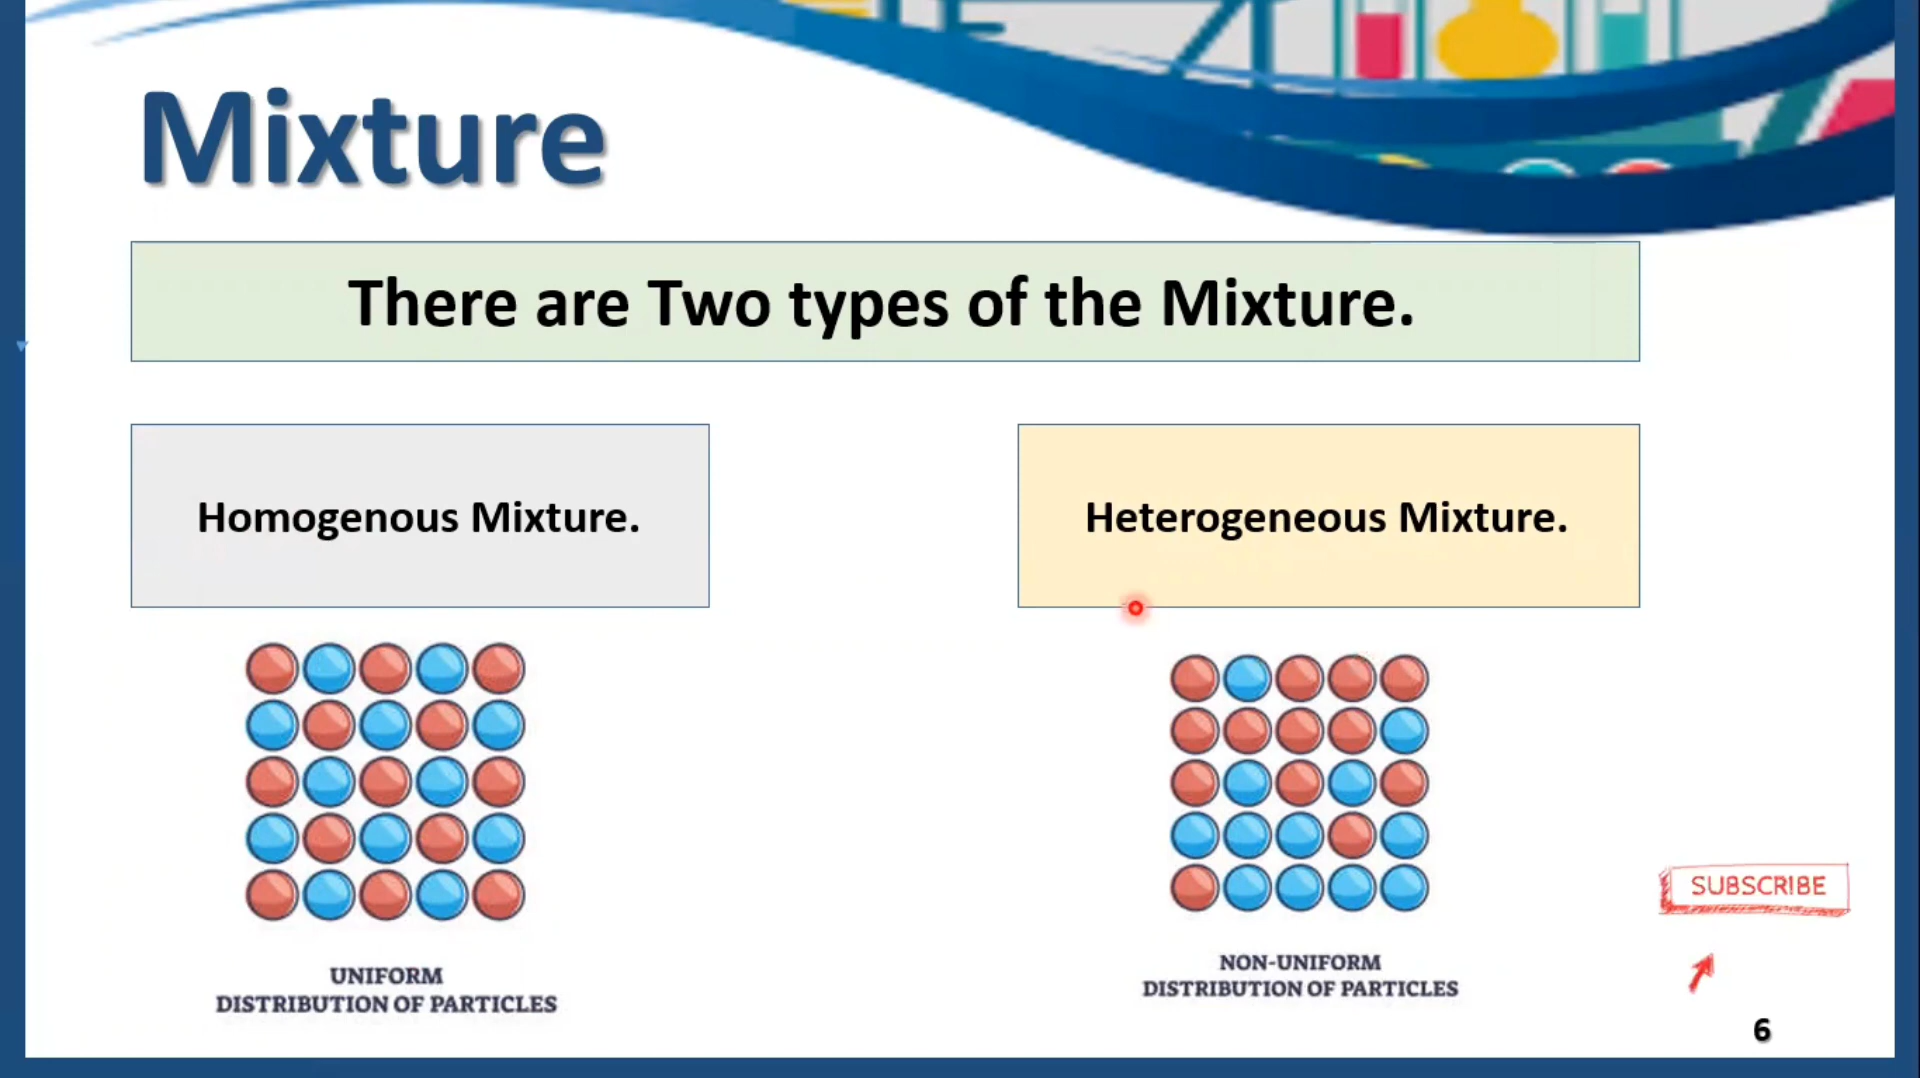 Mixture
There are Two types of the Mixture.
Homogenous Mixture.
Heterogeneous Mixture.
UNIFORM
DISTRIBUTION OF PARTICLES
NON-UNIFORM
DISTRIBUTION OF PARTICLES
SUBSCRIBE
6